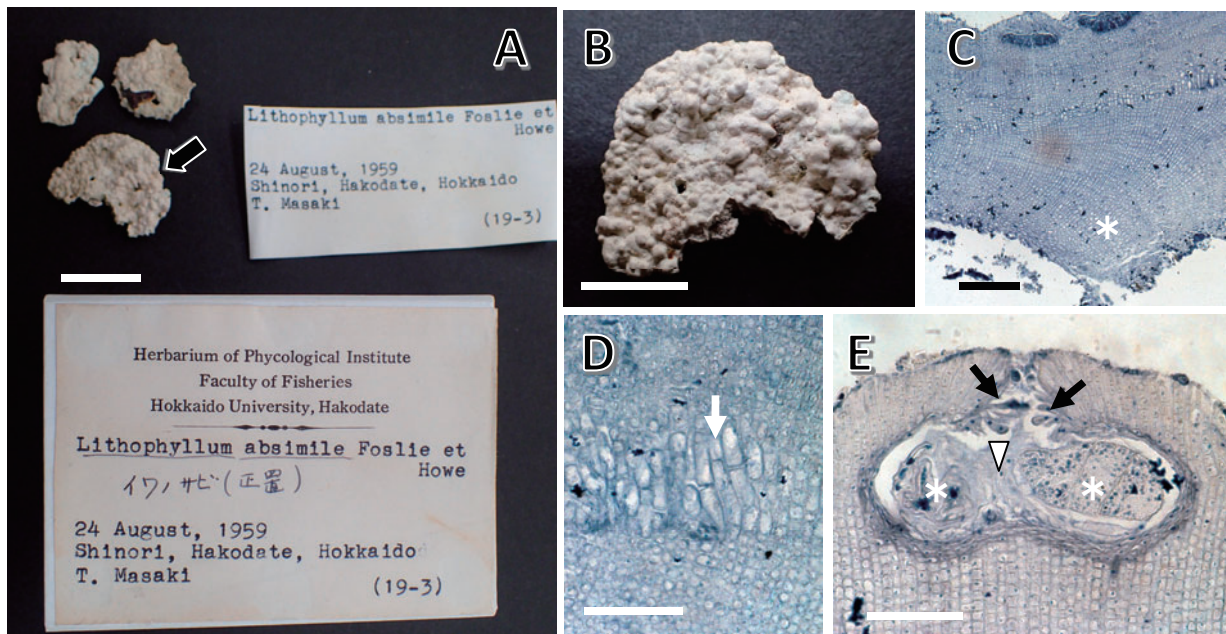 A
Lithophyllum absimile Foslie et
Howe
24 August, 1959
Shinori, Hakodate, Hokkaido
T. Masaki
(19-3)
Herbarium of Phycological Institute
Faculty of Fisheries
Hokkaido University, Hakodate
Lithophyllum absimile Foslie et
Howe
イワノサビ(正置)
24 August, 1959
Shinori, Hakodate, Hokkaido
T. Masaki
(19-3)
B
C
D
E